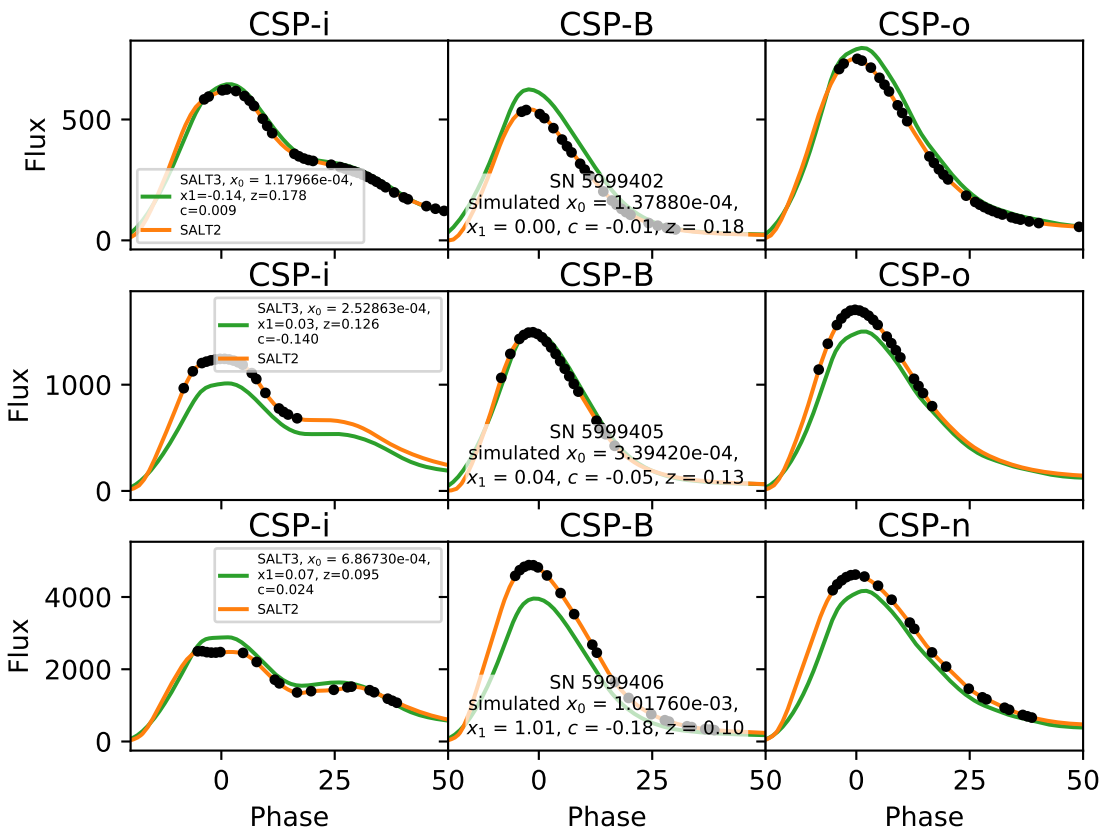 CSP-i
CSP-B
CSP-o
Flux
500
0
SALT3, x₀ = 1.17966e-04,
x1=-0.14, z=0.178
c=0.009
SALT2
SN 5999402
simulated x₀ = 1.37880e-04,
x₁ = 0.00, c = -0.01, z = 0.18
CSP-i
CSP-B
CSP-o
Flux
1000
0
SALT3, x₀ = 2.52863e-04,
x1=0.03, z=0.126
c=-0.140
SALT2
SN 5999405
simulated x₀ = 3.39420e-04,
x₁ = 0.04, c = -0.05, z = 0.13
CSP-i
CSP-B
CSP-n
Flux
4000
2000
0
SALT3, x₀ = 6.86730e-04,
x1=0.07, z=0.095
c=0.024
SALT2
SN 5999406
simulated x₀ = 1.01760e-03,
x₁ = 1.01, c = -0.18, z = 0.10
0 25 50 0 25 50 0 25 50
Phase Phase Phase